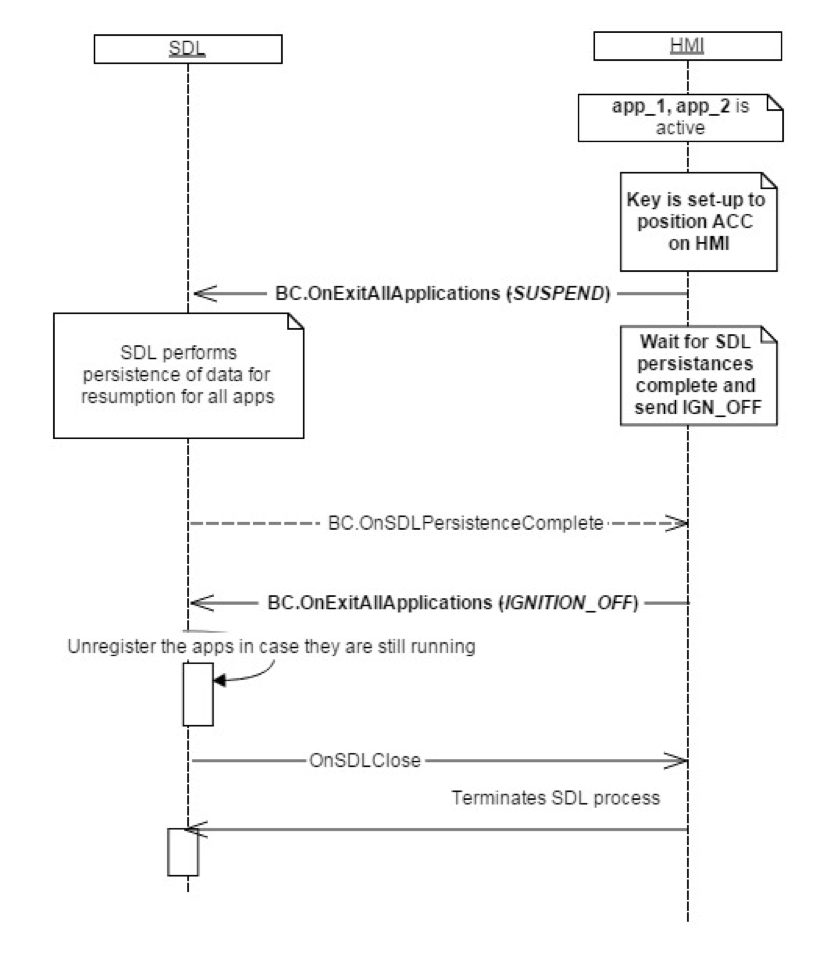 SDL
HMI
app_1, app_2 is
active
Key is set-up to
position ACC
on HMI
BC.OnExitAllApplications (SUSPEND)
SDL performs
persistence of data for
resumption for all apps
Wait for SDL
persistances
complete and
send IGN_OFF
BC.OnSDLPersistenceComplete
BC.OnExitAllApplications (IGNITION_OFF)
Unregister the apps in case they are still running
OnSDLClose
Terminates SDL process